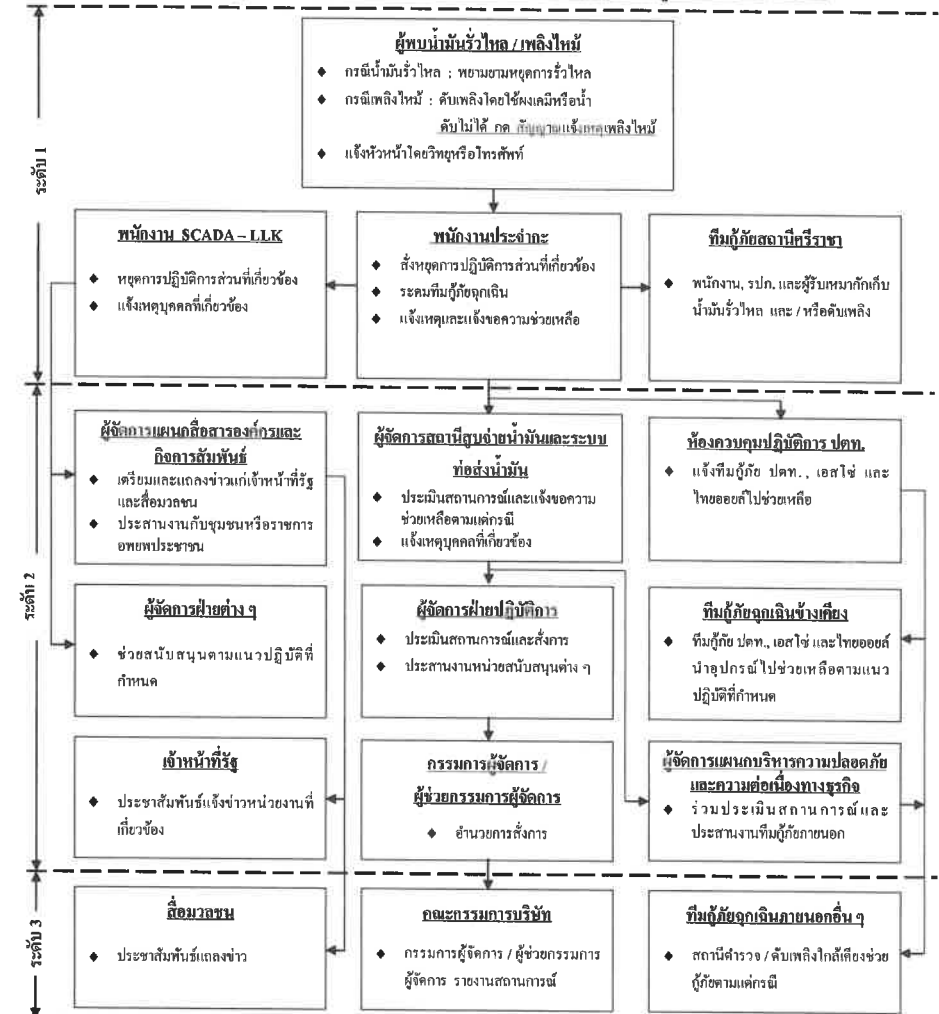 ระดับ 1
ผู้พบน้ำมันรั่วไหล / เพลิงไหม้
◆ กรณีน้ำมันรั่วไหล : พยายามหยุดการรั่วไหล
◆ กรณีเพลิงไหม้ : ดับเพลิงโดยใช้ผงเคมีหรือน้ำ
ดับไม่ได้ กด สัญญาณแจ้งเหตุเพลิงไหม้
◆ แจ้งหัวหน้าโดยวิทยุหรือโทรศัพท์
พนักงาน SCADA – LLK
◆ หยุดการปฏิบัติการส่วนที่เกี่ยวข้อง
◆ แจ้งเหตุบุคคลที่เกี่ยวข้อง
พนักงานประจำกะ
◆ สั่งหยุดการปฏิบัติการส่วนที่เกี่ยวข้อง
◆ ระดมทีมกู้ภัยฉุกเฉิน
◆ แจ้งเหตุและแจ้งขอความช่วยเหลือ
ทีมกู้ภัยสถานีศรีราชา
◆ พนักงาน, รปภ. และผู้รับเหมากักเก็บ
น้ำมันรั่วไหล และ / หรือดับเพลิง
ระดับ 2
ผู้จัดการแผนกสื่อสารองค์กรและ
กิจการสัมพันธ์
◆ เตรียมและแถลงข่าวแก่เจ้าหน้าที่รัฐ
และสื่อมวลชน
◆ ประสานงานกับชุมชนหรือราชการ
อพยพประชาชน
ผู้จัดการสถานีสูบจ่ายน้ำมันและระบบ
ท่อส่งน้ำมัน
◆ ประเมินสถานการณ์และแจ้งขอความ
ช่วยเหลือตามแต่กรณี
◆ แจ้งเหตุบุคคลที่เกี่ยวข้อง
ห้องควบคุมปฏิบัติการ ปตท.
◆ แจ้งทีมกู้ภัย ปตท., เอสโซ่ และ
ไทยออยล์ไปช่วยเหลือ
ผู้จัดการฝ่ายต่าง ๆ
◆ ช่วยสนับสนุนตามแนวปฏิบัติที่
กำหนด
ผู้จัดการฝ่ายปฏิบัติการ
◆ ประเมินสถานการณ์และสั่งการ
◆ ประสานงานหน่วยสนับสนุนต่าง ๆ
ทีมกู้ภัยฉุกเฉินข้างเคียง
◆ ทีมกู้ภัย ปตท., เอสโซ่ และไทยออยล์
นำอุปกรณ์ไปช่วยเหลือตามแนว
ปฏิบัติที่กำหนด
เจ้าหน้าที่รัฐ
◆ ประชาสัมพันธ์แจ้งข่าวหน่วยงานที่
เกี่ยวข้อง
กรรมการผู้จัดการ /
ผู้ช่วยกรรมการผู้จัดการ
◆ อำนวยการสั่งการ
ผู้จัดการแผนกบริหารความปลอดภัย
และความต่อเนื่องทางธุรกิจ
◆ ร่วมประเมินสถานการณ์และ
ประสานงานทีมกู้ภัยภายนอก
ระดับ 3
สื่อมวลชน
◆ ประชาสัมพันธ์แถลงข่าว
คณะกรรมการบริษัท
◆ กรรมการผู้จัดการ / ผู้ช่วยกรรมการ
ผู้จัดการ รายงานสถานการณ์
ทีมกู้ภัยฉุกเฉินภายนอกอื่น ๆ
◆ สถานีตำรวจ / ดับเพลิงใกล้เคียงช่วย
กู้ภัยตามแต่กรณี